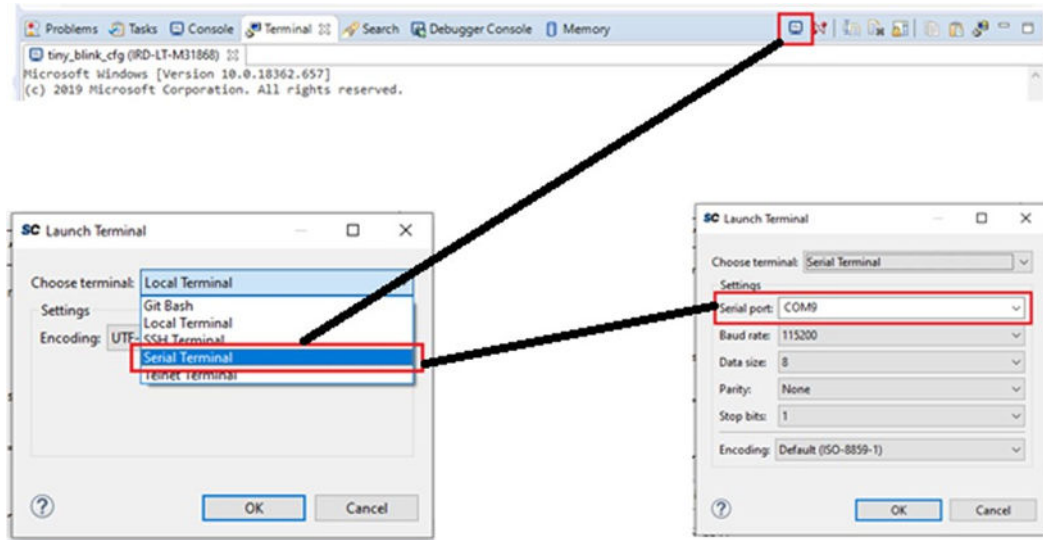 Problems Tasks Console Terminal Search Debugger Console Memory
tiny_blink_cfg (IRD-LT-M31868)
Microsoft Windows [Version 10.0.18362.657]
(c) 2019 Microsoft Corporation. All rights reserved.
SC Launch Terminal
Choose terminal: Local Terminal
Git Bash
Settings
Local Terminal
Encoding: UTF-
SSH Terminal
Serial Terminal
Telnet Terminal
? OK Cancel
SC Launch Terminal
Choose terminal: Serial Terminal
Settings
Serial port: COM9
Baud rate: 115200
Data size: 8
Parity: None
Stop bits: 1
Encoding: Default (ISO-8859-1)
? OK Cancel